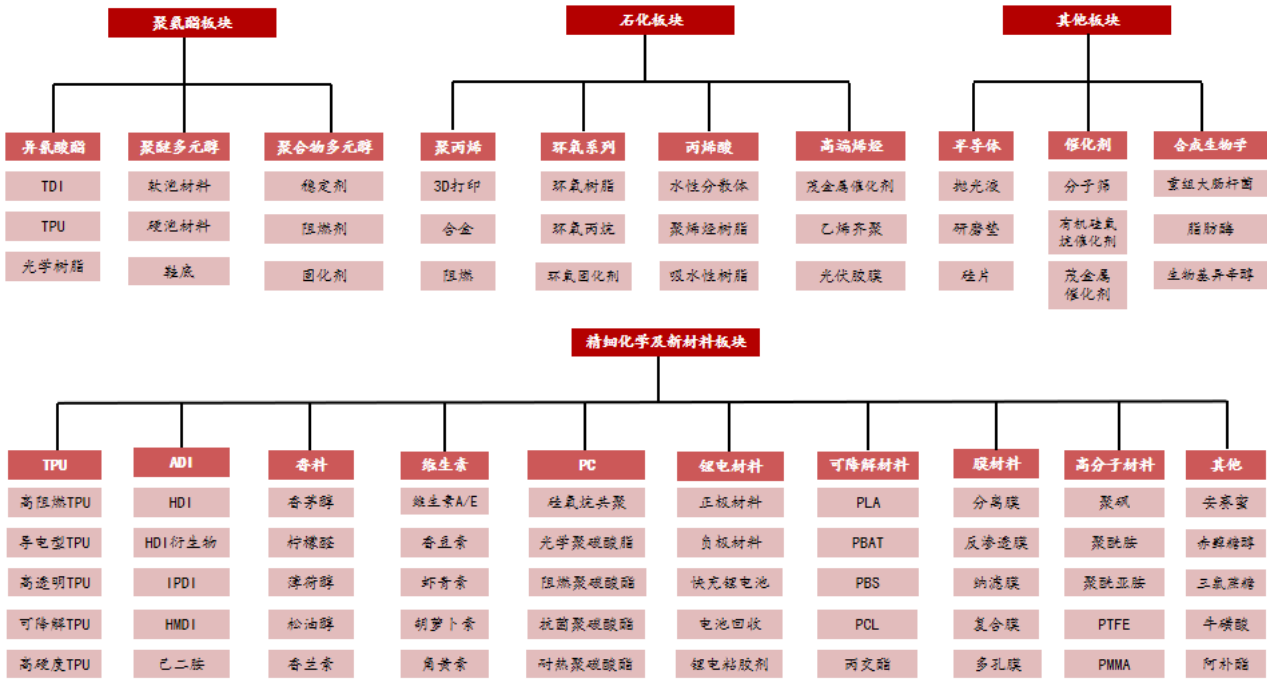 聚氨酯板块
异氰酸酯
TDI
TPU
光学树脂
聚醚多元醇
软泡材料
硬泡材料
鞋底
聚合物多元醇
稳定剂
阻燃剂
固化剂
石化板块
聚丙烯
3D打印
合金
阻燃
环氧系列
环氧树脂
环氧丙烷
环氧固化剂
丙烯酸
水性分散体
聚烯烃树脂
吸水性树脂
高端烯烃
茂金属催化剂
乙烯齐聚
光伏胶膜
其他板块
半导体
抛光液
研磨垫
硅片
催化剂
分子筛
有机硅氧
烷催化剂
茂金属
催化剂
合成生物学
重组大肠杆菌
脂肪酶
生物基异辛醇
精细化学及新材料板块
TPU
高阻燃TPU
导电型TPU
高透明TPU
可降解TPU
高硬度TPU
ADI
HDI
HDI衍生物
IPDI
HMDI
己二胺
香料
香茅醇
柠檬醛
薄荷醇
松油醇
香兰素
维生素
维生素A/E
香豆素
虾青素
胡萝卜素
角黄素
PC
硅氧烷共聚
光学聚碳酸脂
阻燃聚碳酸酯
抗菌聚碳酸酯
耐热聚碳酸酯
锂电材料
正极材料
负极材料
快充锂电池
电池回收
锂电粘胶剂
可降解材料
PLA
PBAT
PBS
PCL
丙交酯
膜材料
分离膜
反渗透膜
纳滤膜
复合膜
多孔膜
高分子材料
聚砜
聚酰胺
聚酰亚胺
PTFE
PMMA
其他
安赛蜜
赤藓糖醇
三氯蔗糖
牛磺酸
阿朴酯